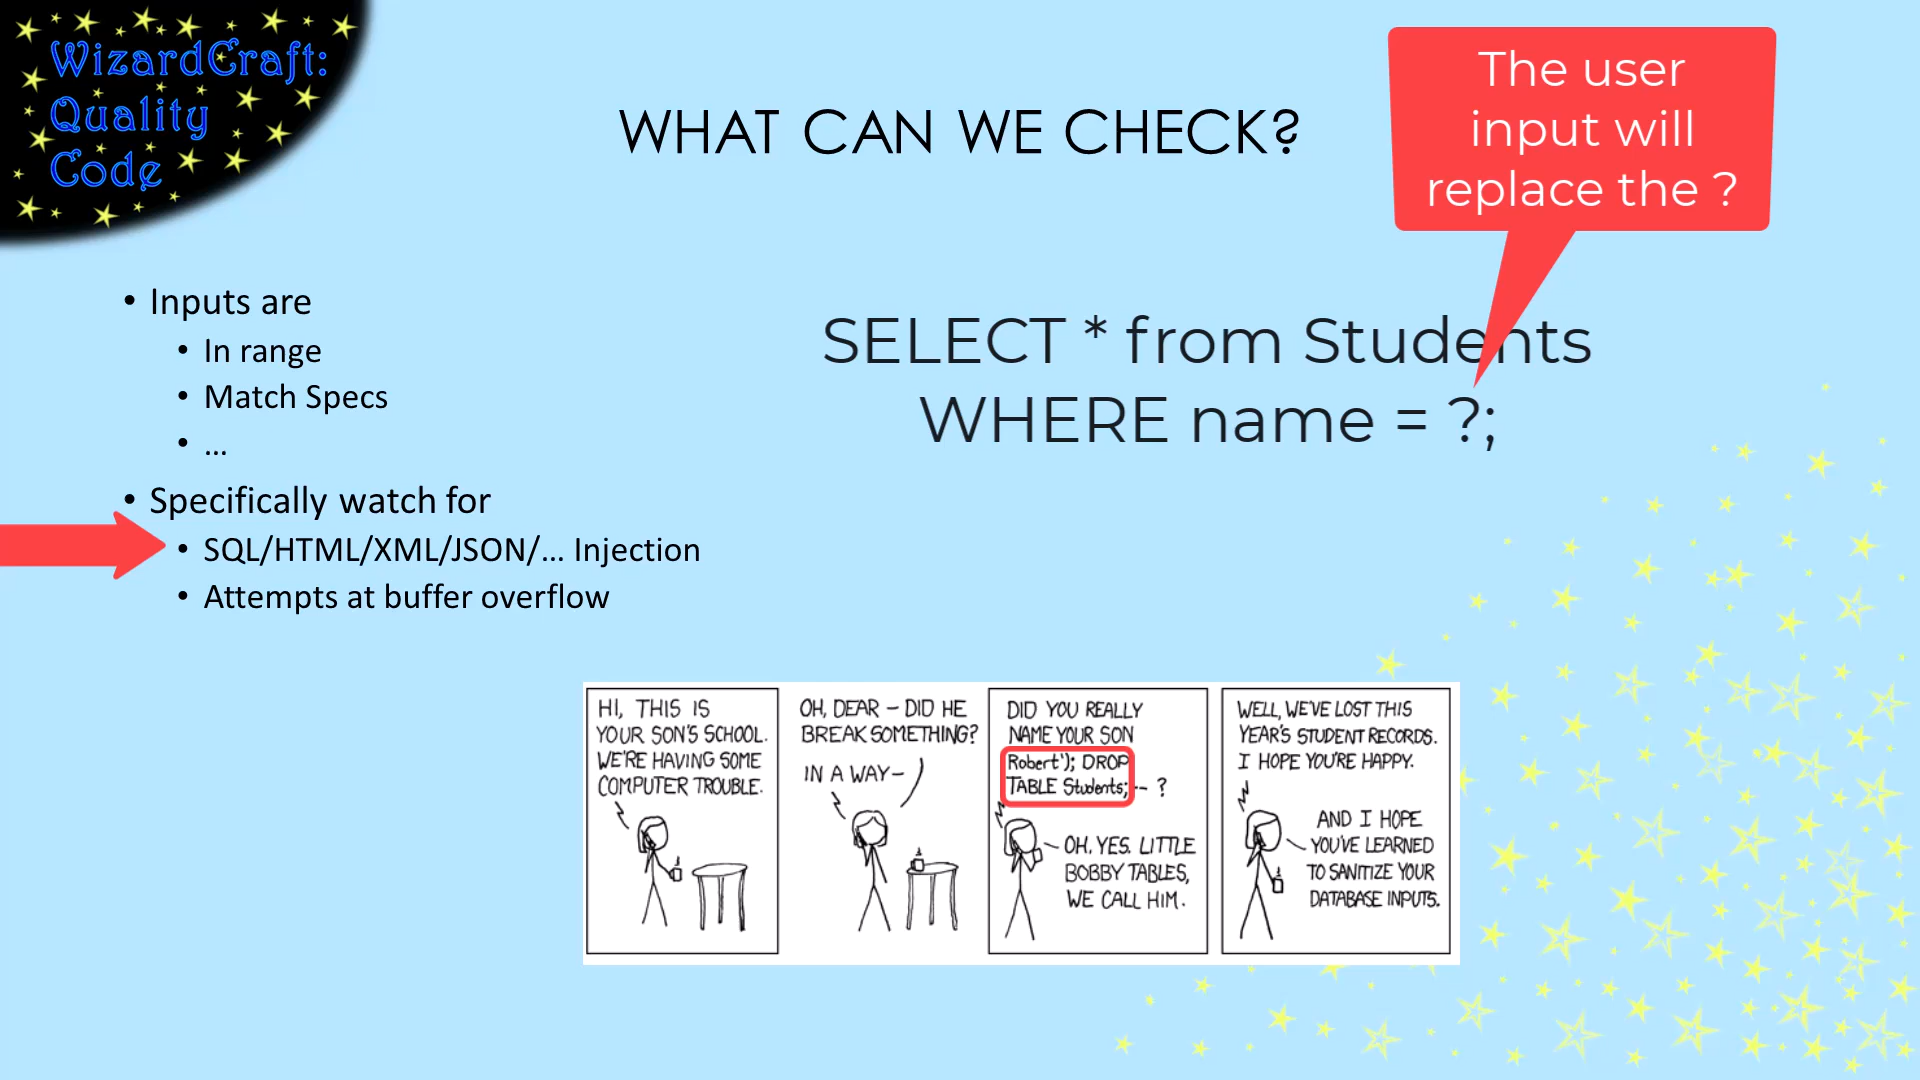 WizardCraft:
Quality
Code
WHAT CAN WE CHECK?
The user
input will
replace the ?
• Inputs are
• In range
• Match Specs
• ...
• Specifically watch for
• SQL/HTML/XML/JSON/... Injection
• Attempts at buffer overflow
SELECT * from Students
WHERE name = ?;
HI, THIS IS
YOUR SON'S SCHOOL.
WE'RE HAVING SOME
COMPUTER TROUBLE.
OH, DEAR – DID HE
BREAK SOMETHING?
IN A WAY –
DID YOU REALLY
NAME YOUR SON
Robert'); DROP
TABLE Students;-- ?
OH, YES. LITTLE
BOBBY TABLES,
WE CALL HIM.
WELL, WE'VE LOST THIS
YEAR'S STUDENT RECORDS.
I HOPE YOU'RE HAPPY.
AND I HOPE
YOU'VE LEARNED
TO SANITIZE YOUR
DATABASE INPUTS.